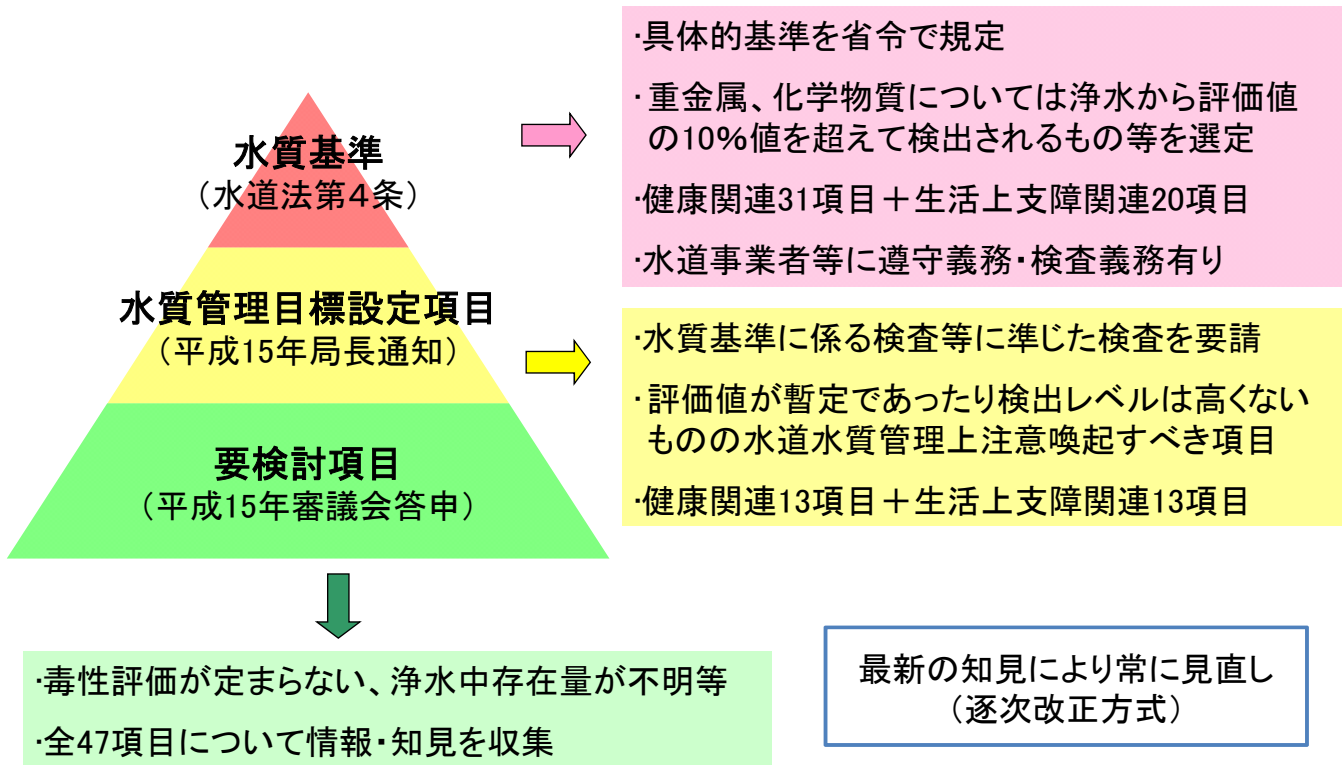 水質基準
（水道法第４条）
・具体的基準を省令で規定
・重金属、化学物質については浄水から評価値
の10％値を超えて検出されるもの等を選定
・健康関連31項目＋生活上支障関連20項目
・水道事業者等に遵守義務・検査義務有り
水質管理目標設定項目
（平成15年局長通知）
・水質基準に係る検査等に準じた検査を要請
・評価値が暫定であったり検出レベルは高くない
ものの水道水質管理上注意喚起すべき項目
・健康関連13項目＋生活上支障関連13項目
要検討項目
（平成15年審議会答申）
・毒性評価が定まらない、浄水中存在量が不明等
・全47項目について情報・知見を収集
最新の知見により常に見直し
（逐次改正方式）